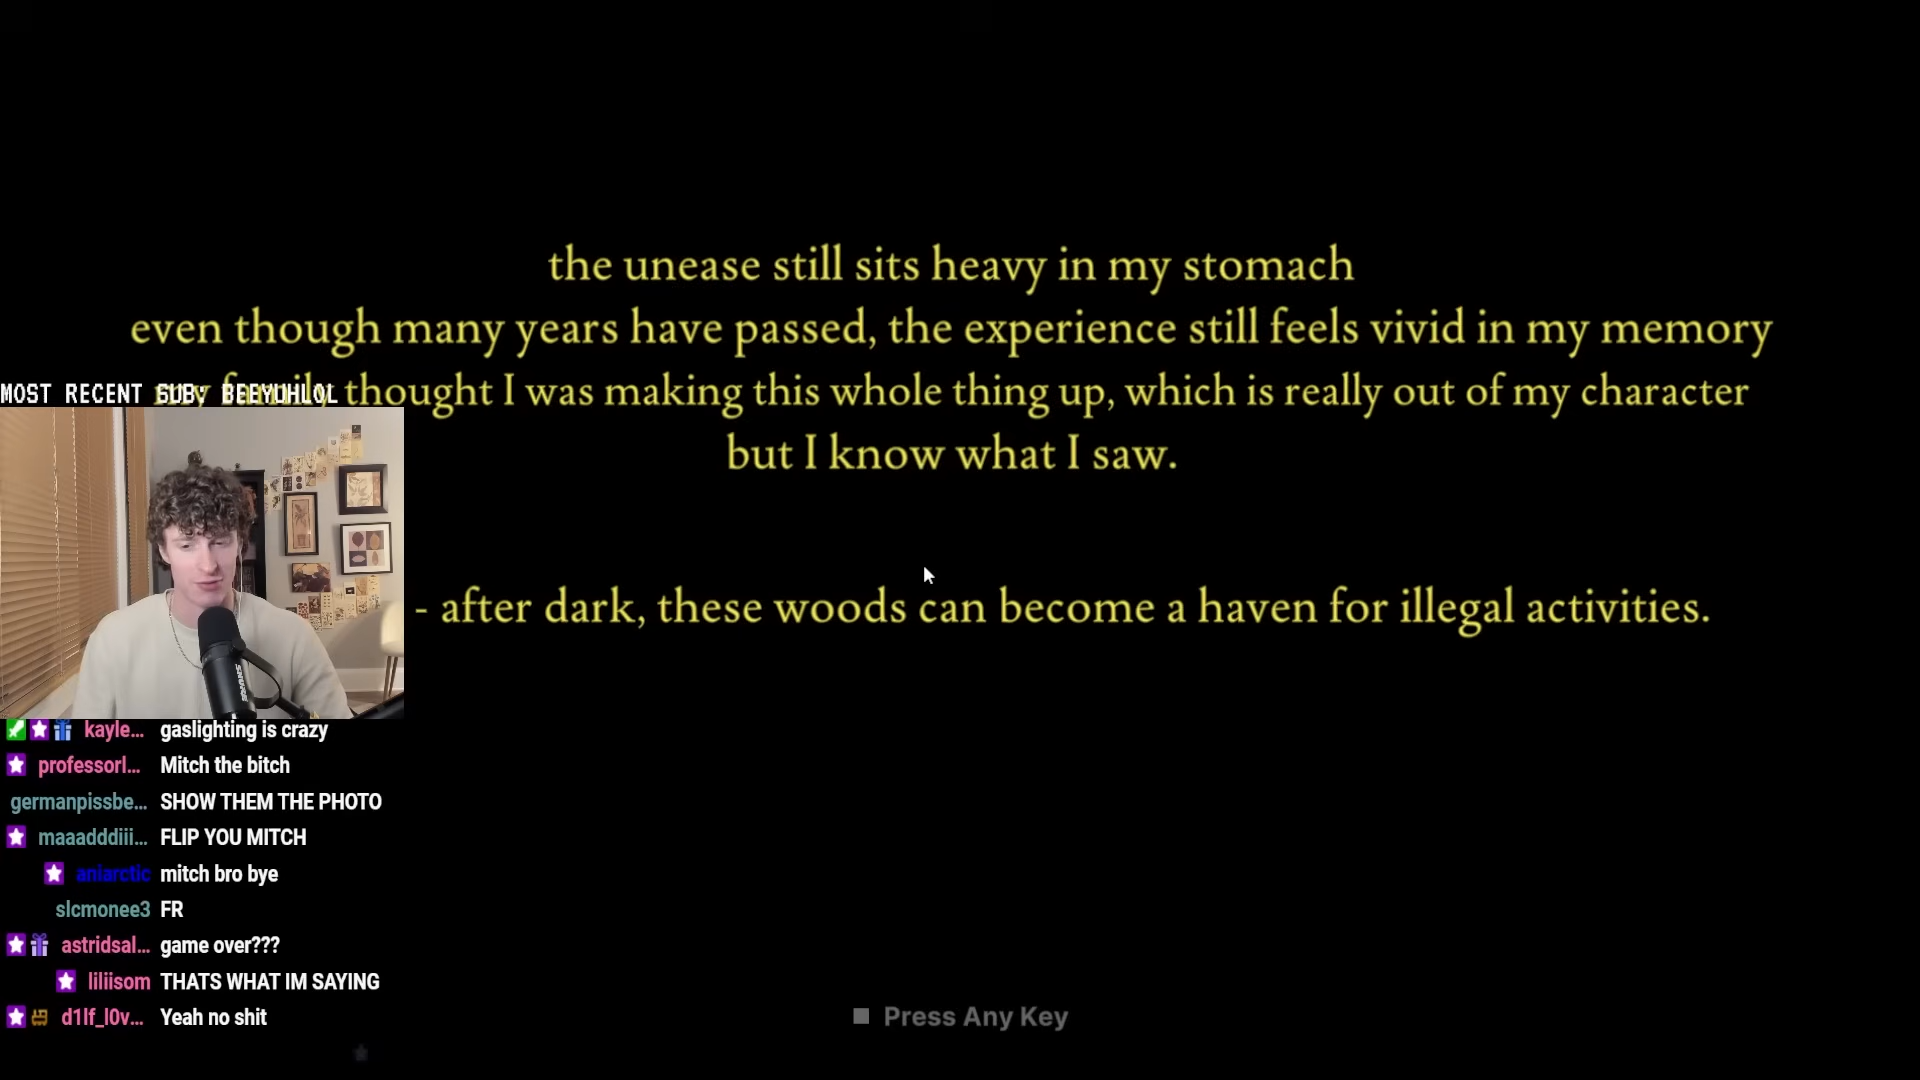 the unease still sits heavy in my stomach
even though many years have passed, the experience still feels vivid in my memory
my family thought I was making this whole thing up, which is really out of my character
but I know what I saw.
- after dark, these woods can become a haven for illegal activities.
MOST RECENT SUB: BEEYUHLOL
SHURE
kayle... gaslighting is crazy
professorl... Mitch the bitch
germanpissbe... SHOW THEM THE PHOTO
maaadddiii... FLIP YOU MITCH
aniarctic mitch bro bye
slcmonee3 FR
astridsal... game over???
liliisom THATS WHAT IM SAYING
d1lf_l0v... Yeah no shit
Press Any Key